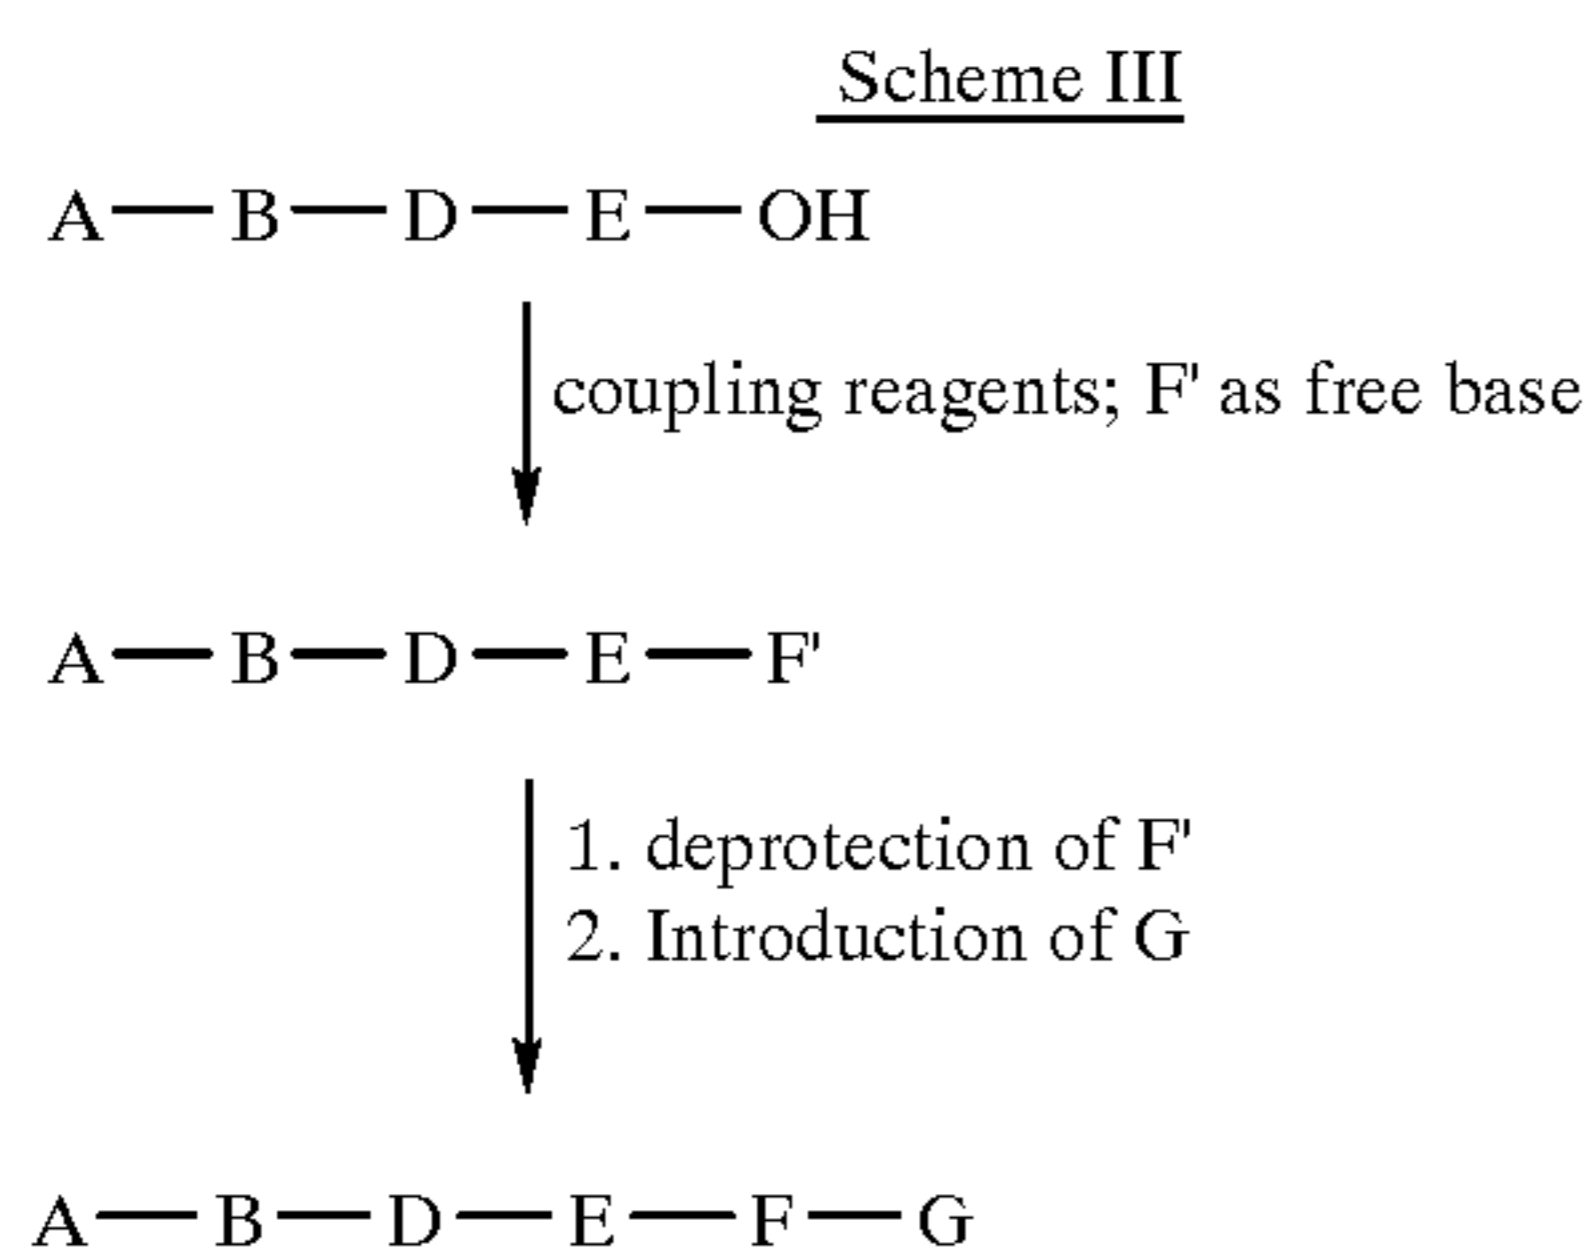 Scheme III
A — B — D — E — OH
coupling reagents; F' as free base
A — B — D — E — F'
1. deprotection of F'
2. Introduction of G
A — B — D — E — F — G